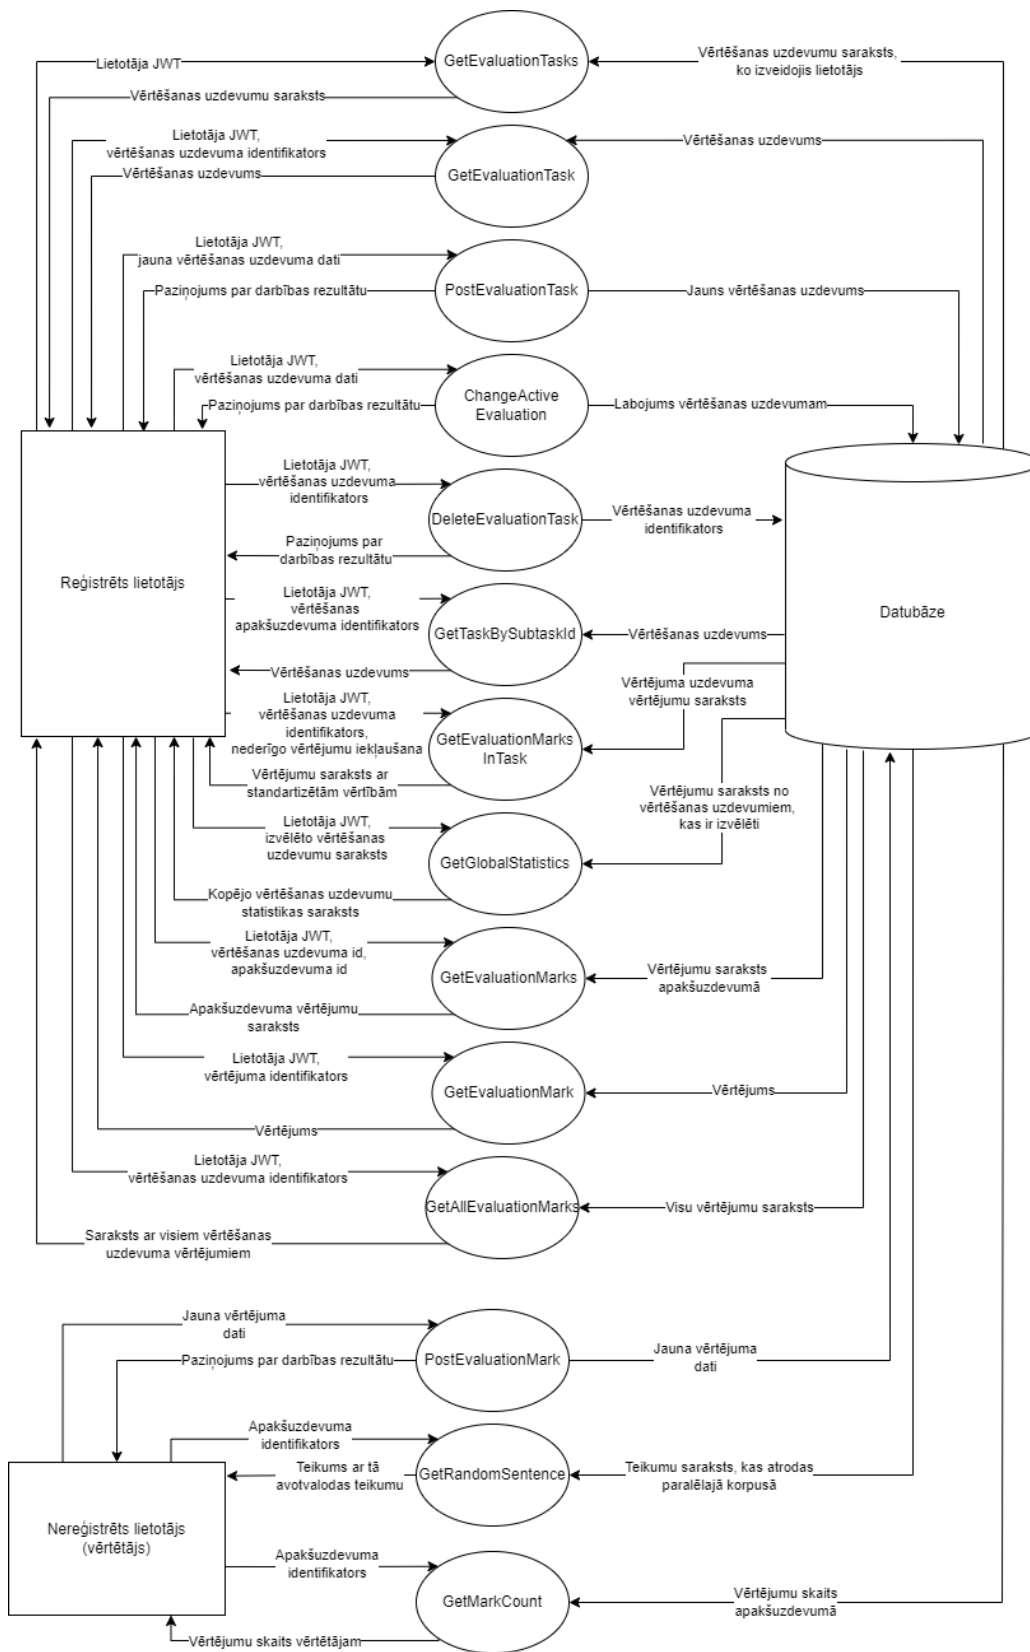 Lietotāja JWT
GetEvaluationTasks
Vērtēšanas uzdevumu saraksts,
ko izveidojis lietotājs
Vērtēšanas uzdevumu saraksts
Lietotāja JWT,
vērtēšanas uzdevuma identifikators
Vērtēšanas uzdevums
GetEvaluationTask
Vērtēšanas uzdevums
Lietotāja JWT,
jauna vērtēšanas uzdevuma dati
Paziņojums par darbības rezultātu
PostEvaluationTask
Jauns vērtēšanas uzdevums
Lietotāja JWT,
vērtēšanas uzdevuma dati
Paziņojums par darbības rezultātu
ChangeActive
Evaluation
Labojums vērtēšanas uzdevumam
Lietotāja JWT,
vērtēšanas uzdevuma
identifikators
DeleteEvaluationTask
Vērtēšanas uzdevuma
identifikators
Paziņojums par
darbības rezultātu
Reģistrēts lietotājs
Datubāze
Lietotāja JWT,
vērtēšanas
apakšuzdevuma identifikators
GetTaskBySubtaskId
Vērtēšanas uzdevums
Vērtēšanas uzdevums
Vērtējuma uzdevuma
vērtējumu saraksts
Lietotāja JWT,
vērtēšanas uzdevuma
identifikators,
nederīgo vērtējumu iekļaušana
GetEvaluationMarks
InTask
Vērtējumu saraksts ar
standartizētām vērtībām
Vērtējumu saraksts no
vērtēšanas uzdevumiem,
kas ir izvēlēti
Lietotāja JWT,
izvēlēto vērtēšanas
uzdevumu saraksts
GetGlobalStatistics
Kopējo vērtēšanas uzdevumu
statistikas saraksts
Lietotāja JWT,
vērtēšanas uzdevuma id,
apakšuzdevuma id
GetEvaluationMarks
Vērtējumu saraksts
apakšuzdevumā
Apakšuzdevuma vērtējumu
saraksts
Lietotāja JWT,
vērtējuma identifikators
GetEvaluationMark
Vērtējums
Vērtējums
Lietotāja JWT,
vērtēšanas uzdevuma identifikators
GetAllEvaluationMarks
Visu vērtējumu saraksts
Saraksts ar visiem vērtēšanas
uzdevuma vērtējumiem
Jauna vērtējuma
dati
Paziņojums par darbības rezultātu
PostEvaluationMark
Jauna vērtējuma
dati
Apakšuzdevuma
identifikators
Teikums ar tā
avotvalodas teikumu
GetRandomSentence
Teikumu saraksts, kas atrodas
paralēlajā korpusā
Nereģistrēts lietotājs
(vērtētājs)
Apakšuzdevuma
identifikators
GetMarkCount
Vērtējumu skaits
apakšuzdevumā
Vērtējumu skaits vērtētājam